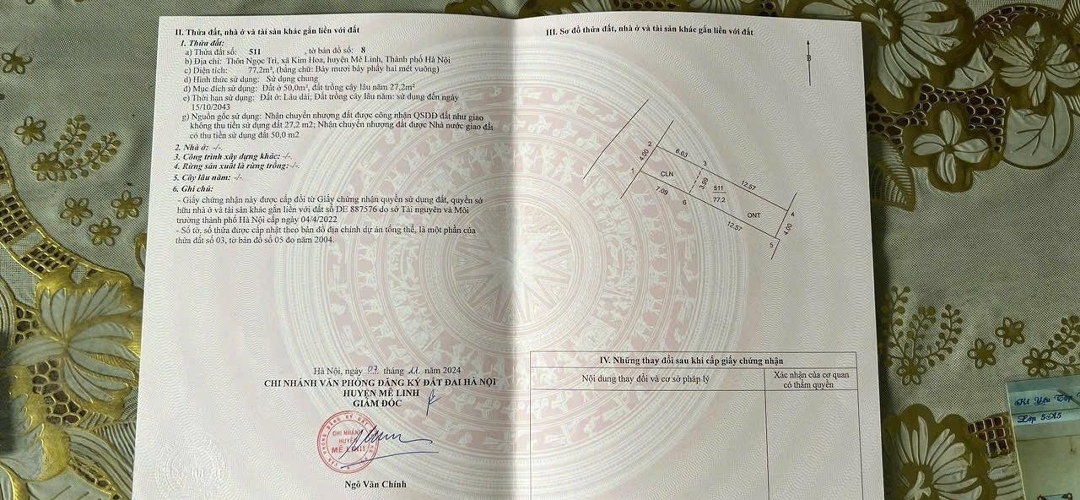 II. Thửa đất, nhà ở và tài sản khác gắn liền với đất
1. Thửa đất:
a) Thửa đất số: 511 , tờ bản đồ số: 8
b) Địa chỉ: Thôn Ngọc Trì, xã Kim Hoa, huyện Mê Linh, Thành phố Hà Nội
c) Diện tích: 77,2m², (bằng chữ: Bảy mươi bảy phẩy hai mét vuông)
d) Hình thức sử dụng: Sử dụng chung
đ) Mục đích sử dụng: Đất ở 50,0m², đất trồng cây lâu năm 27,2m²
e) Thời hạn sử dụng: Đất ở: Lâu dài; Đất trồng cây lâu năm: sử dụng đến ngày
15/10/2043
g) Nguồn gốc sử dụng: Nhận chuyển nhượng đất được công nhận QSDĐ đất như giao
không thu tiền sử dụng đất 27,2 m2; Nhận chuyển nhượng đất được Nhà nước giao đất
có thu tiền sử dụng đất 50,0 m2
2. Nhà ở: -/-
3. Công trình xây dựng khác: -/-
4. Rừng sản xuất là rừng trồng: -/-
5. Cây lâu năm: -/-
6. Ghi chú:
- Giấy chứng nhận này được cấp đổi từ Giấy chứng nhận quyền sử dụng đất, quyền sở
hữu nhà ở và tài sản khác gắn liền với đất số DE 887576 do sở Tài nguyên và Môi
trường thành phố Hà Nội cấp ngày 04/4/2022
- Số tờ, số thửa được cập nhật theo bản đồ địa chính dự án tổng thể, là một phần của
thửa đất số 03, tờ bản đồ số 05 đo năm 2004.
Hà Nội, ngày 07 tháng 11 năm 2024
CHI NHÁNH VĂN PHÒNG ĐĂNG KÝ ĐẤT ĐAI HÀ NỘI
HUYỆN MÊ LINH
GIÁM ĐỐC
CHI NHÁNH
HUYỆN
MÊ LINH
Ngô Văn Chính
III. Sơ đồ thửa đất, nhà ở và tài sản khác gắn liền với đất
B
2
6.63
3
4.00
1
CLN
3.99
12.57
7.09
6
511
77.2
ONT
4
12.57
4.00
5
IV. Những thay đổi sau khi cấp giấy chứng nhận
Nội dung thay đổi và cơ sở pháp lý
Xác nhận của cơ quan
có thẩm quyền